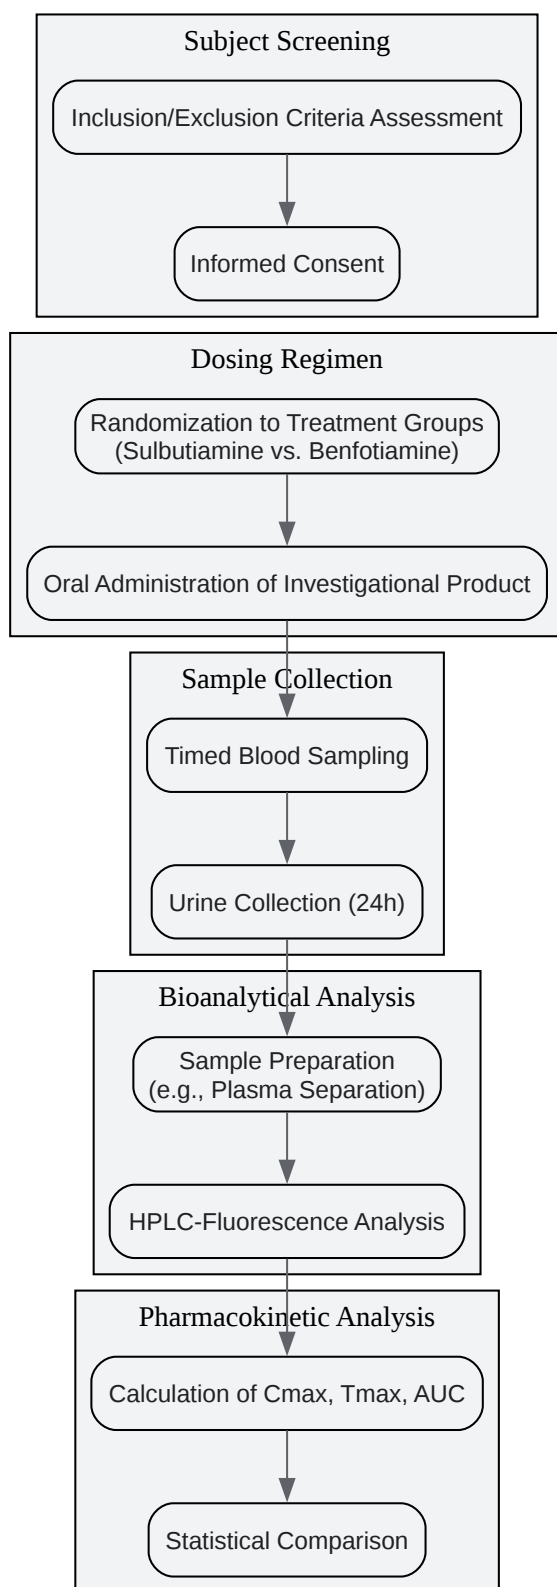 Subject Screening
Inclusion/Exclusion Criteria Assessment
Informed Consent
Dosing Regimen
Randomization to Treatment Groups
(Sulbutiamine vs. Benfotiamine)
Oral Administration of Investigational Product
Sample Collection
Timed Blood Sampling
Urine Collection (24h)
Bioanalytical Analysis
Sample Preparation
(e.g., Plasma Separation)
HPLC-Fluorescence Analysis
Pharmacokinetic Analysis
Calculation of Cmax, Tmax, AUC
Statistical Comparison